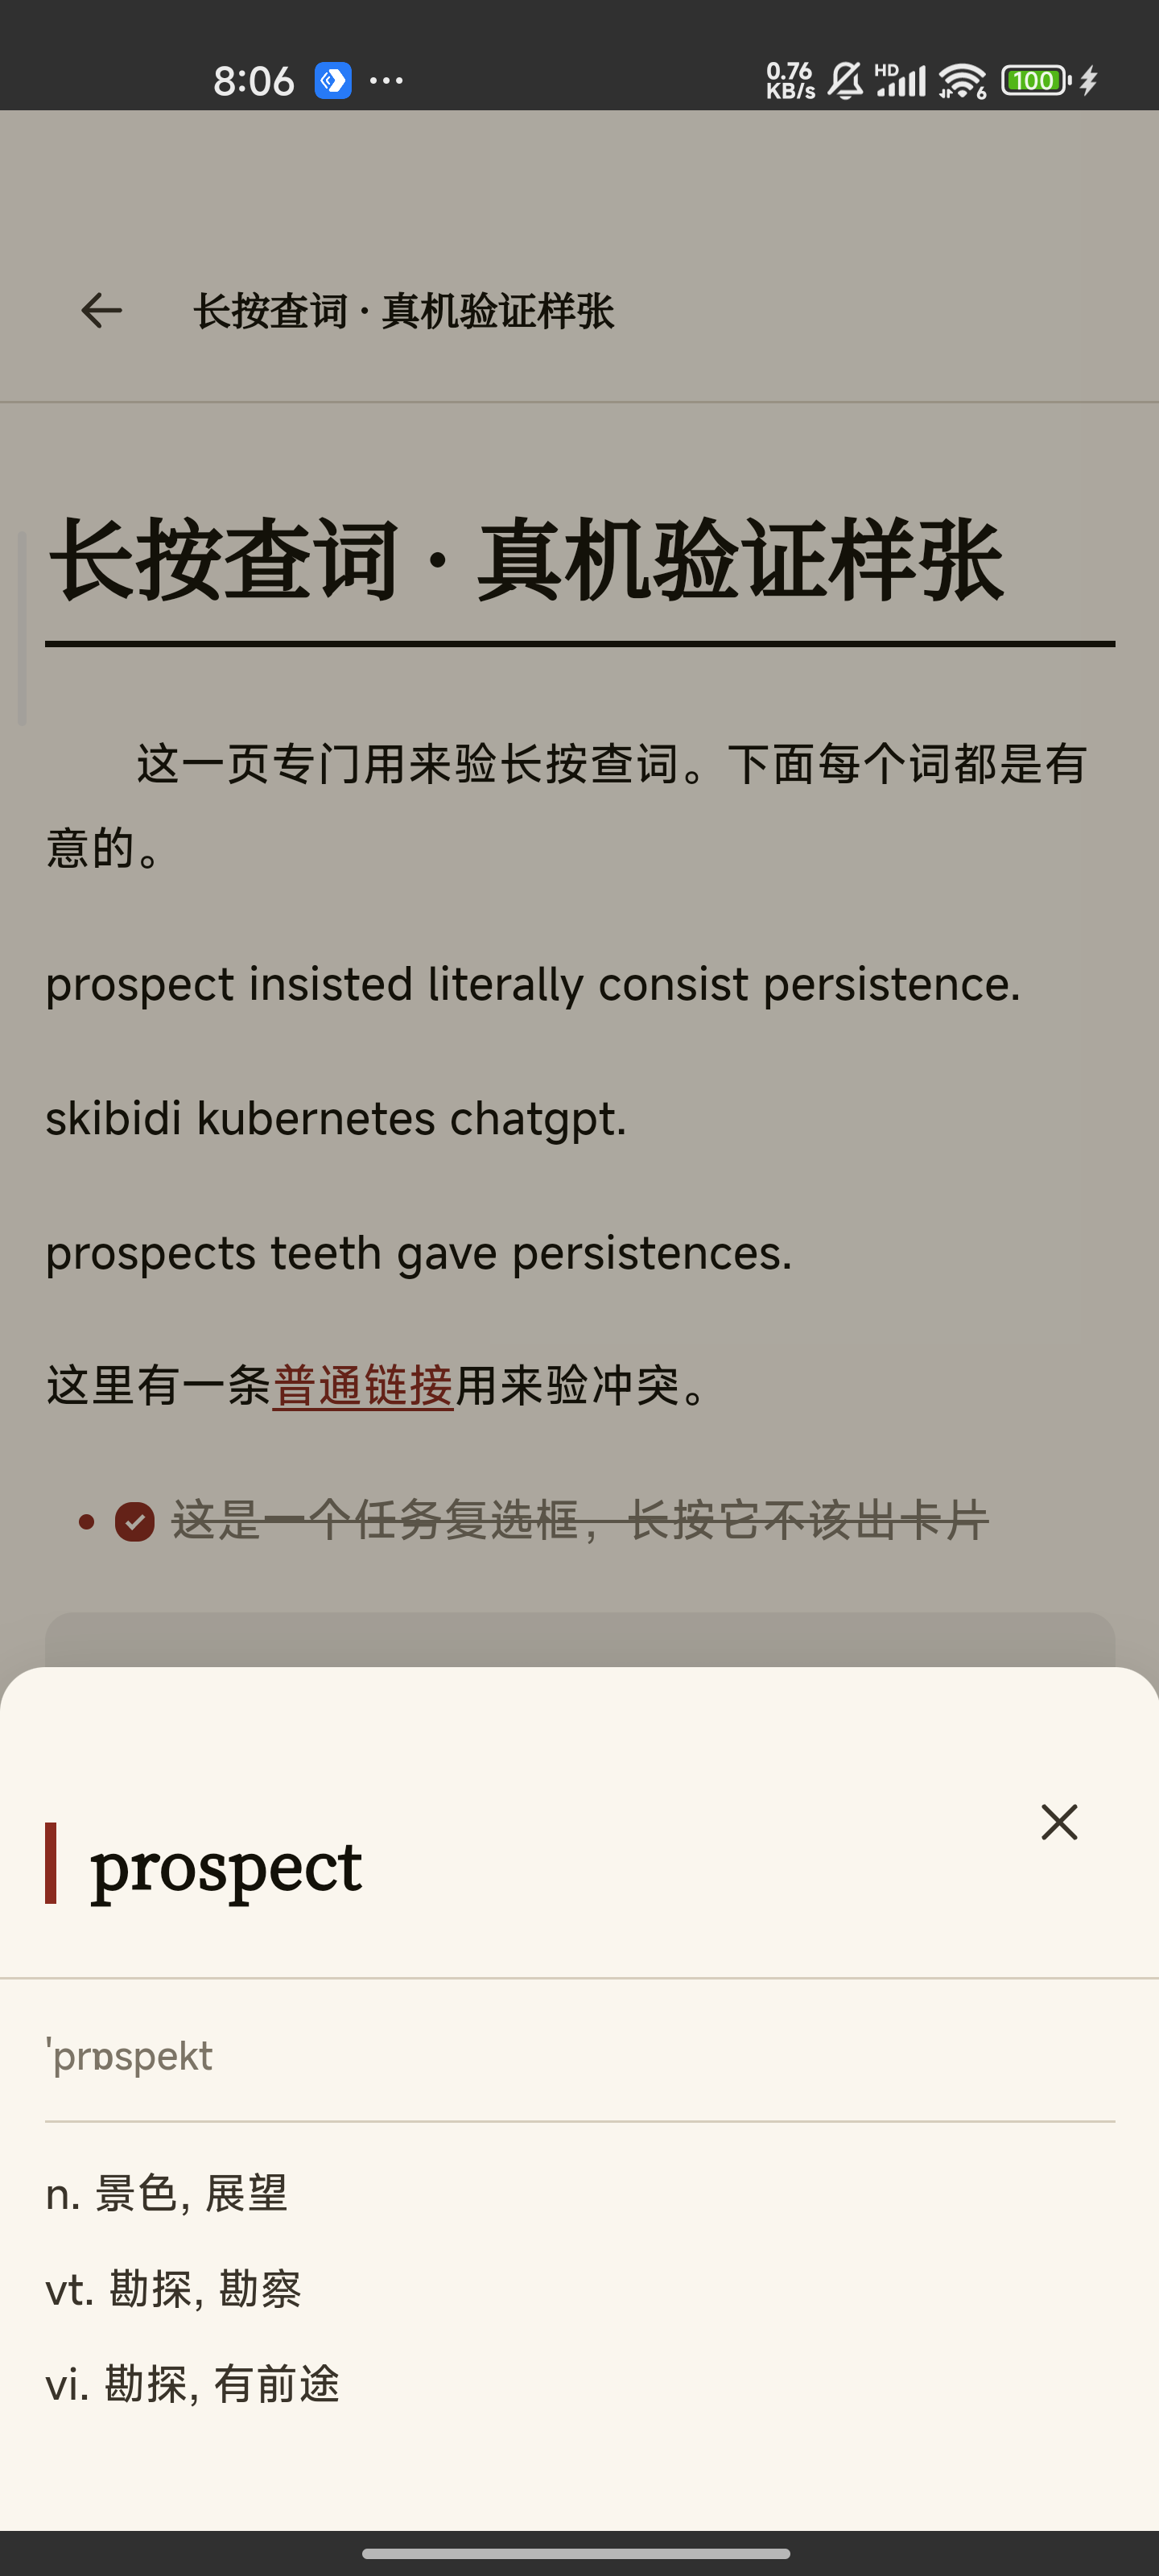 8:06 ...
0.76 KB/s HD 6 100
长按查词 · 真机验证样张
长按查词 · 真机验证样张
这一页专门用来验长按查词。下面每个词都是有
意的。
prospect insisted literally consist persistence.
skibidi kubernetes chatgpt.
prospects teeth gave persistences.
这里有一条普通链接用来验冲突。
• 这是一个任务复选框，长按它不该出卡片
prospect
ˈprɒspekt
n. 景色, 展望
vt. 勘探, 勘察
vi. 勘探, 有前途